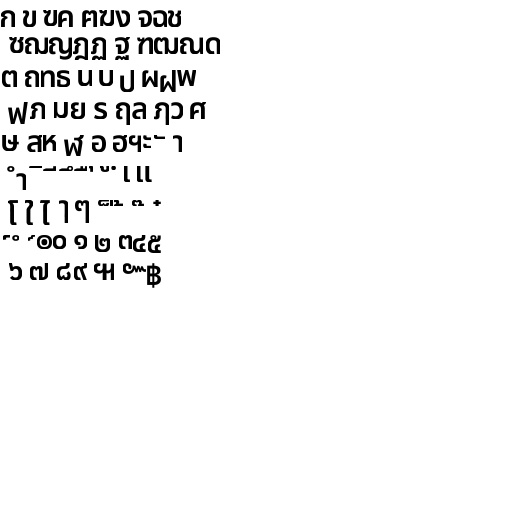 ก ข ฃค ฅฆง จฉช
ซฌญฎฏ ฐ ฑฒณด
ต ถทธ น บ ป ผฝพ
ฟภ มย ร ฤล ฦว ศ
ษ สห ฬ อ ฮฯะ า
ำ เ แ
โ ใ ไ ๅ ๆ
๏๐ ๑ ๒ ๓๔๕
๖ ๗ ๘๙ ๚ ๛฿